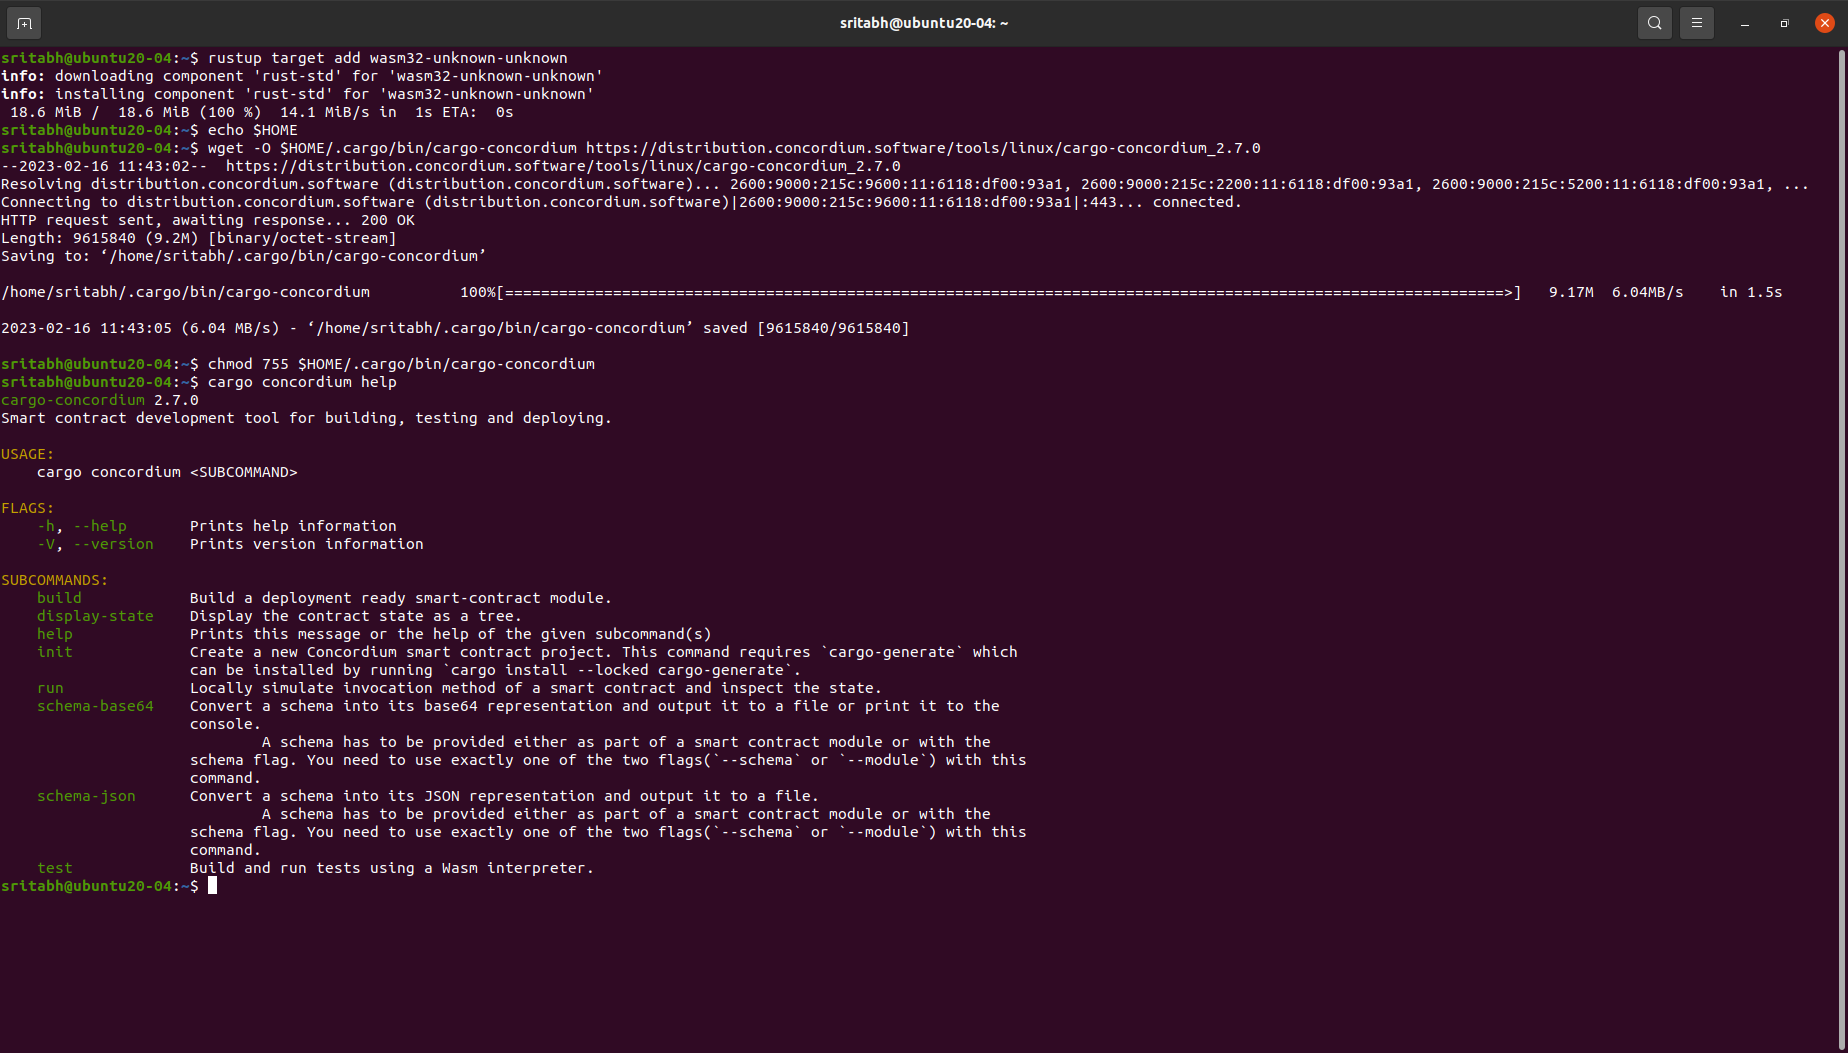 sritabh@ubuntu20-04: ~
sritabh@ubuntu20-04:~$ rustup target add wasm32-unknown-unknown
info: downloading component 'rust-std' for 'wasm32-unknown-unknown'
info: installing component 'rust-std' for 'wasm32-unknown-unknown'
 18.6 MiB /  18.6 MiB (100 %)  14.1 MiB/s in  1s ETA:  0s
sritabh@ubuntu20-04:~$ echo $HOME
sritabh@ubuntu20-04:~$ wget -O $HOME/.cargo/bin/cargo-concordium https://distribution.concordium.software/tools/linux/cargo-concordium_2.7.0
--2023-02-16 11:43:02--  https://distribution.concordium.software/tools/linux/cargo-concordium_2.7.0
Resolving distribution.concordium.software (distribution.concordium.software)... 2600:9000:215c:9600:11:6118:df00:93a1, 2600:9000:215c:2200:11:6118:df00:93a1, 2600:9000:215c:5200:11:6118:df00:93a1, ...
Connecting to distribution.concordium.software (distribution.concordium.software)|2600:9000:215c:9600:11:6118:df00:93a1|:443... connected.
HTTP request sent, awaiting response... 200 OK
Length: 9615840 (9.2M) [binary/octet-stream]
Saving to: ‘/home/sritabh/.cargo/bin/cargo-concordium’
/home/sritabh/.cargo/bin/cargo-concordium          100%[===============================================================================================================>]   9.17M  6.04MB/s    in 1.5s
2023-02-16 11:43:05 (6.04 MB/s) - ‘/home/sritabh/.cargo/bin/cargo-concordium’ saved [9615840/9615840]
sritabh@ubuntu20-04:~$ chmod 755 $HOME/.cargo/bin/cargo-concordium
sritabh@ubuntu20-04:~$ cargo concordium help
cargo-concordium 2.7.0
Smart contract development tool for building, testing and deploying.
USAGE:
    cargo concordium <SUBCOMMAND>
FLAGS:
    -h, --help       Prints help information
    -V, --version    Prints version information
SUBCOMMANDS:
    build            Build a deployment ready smart-contract module.
    display-state    Display the contract state as a tree.
    help             Prints this message or the help of the given subcommand(s)
    init             Create a new Concordium smart contract project. This command requires `cargo-generate` which
                     can be installed by running `cargo install --locked cargo-generate`.
    run              Locally simulate invocation method of a smart contract and inspect the state.
    schema-base64    Convert a schema into its base64 representation and output it to a file or print it to the
                     console.
                             A schema has to be provided either as part of a smart contract module or with the
                     schema flag. You need to use exactly one of the two flags(`--schema` or `--module`) with this
                     command.
    schema-json      Convert a schema into its JSON representation and output it to a file.
                             A schema has to be provided either as part of a smart contract module or with the
                     schema flag. You need to use exactly one of the two flags(`--schema` or `--module`) with this
                     command.
    test             Build and run tests using a Wasm interpreter.
sritabh@ubuntu20-04:~$